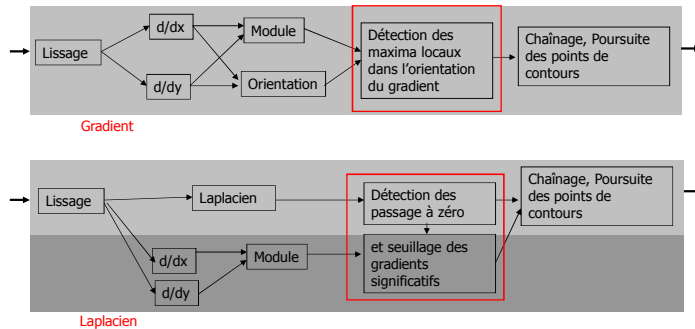 Lissage
d/dx
d/dy
Module
Orientation
Détection des
maxima locaux
dans l'orientation
du gradient
Chaînage, Poursuite
des points de
contours
Gradient
Lissage
Laplacien
Détection des
passage à zéro
Chaînage, Poursuite
des points de
contours
d/dx
d/dy
Module
et seuillage des
gradients
significatifs
Laplacien